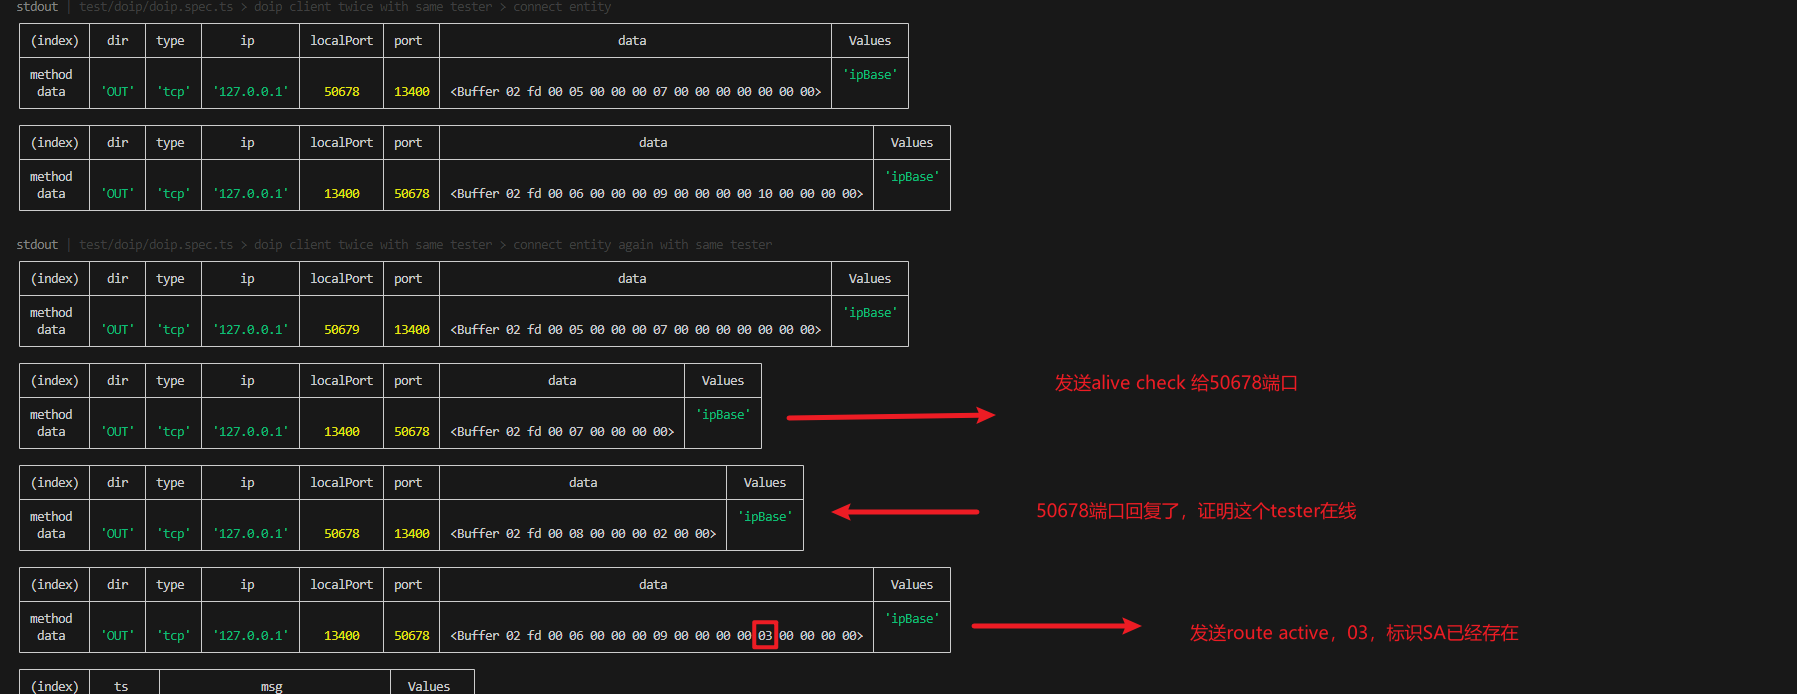 stdout | test/doip/doip.spec.ts > doip client twice with same tester > connect entity
(index) dir type ip localPort port data Values
method 'ipBase'
data 'OUT' 'tcp' '127.0.0.1' 50678 13400 <Buffer 02 fd 00 05 00 00 00 07 00 00 00 00 00 00 00>
(index) dir type ip localPort port data Values
method 'ipBase'
data 'OUT' 'tcp' '127.0.0.1' 13400 50678 <Buffer 02 fd 00 06 00 00 00 09 00 00 00 00 10 00 00 00 00>
stdout | test/doip/doip.spec.ts > doip client twice with same tester > connect entity again with same tester
(index) dir type ip localPort port data Values
method 'ipBase'
data 'OUT' 'tcp' '127.0.0.1' 50679 13400 <Buffer 02 fd 00 05 00 00 00 07 00 00 00 00 00 00 00>
(index) dir type ip localPort port data Values
发送alive check 给50678端口
method 'ipBase'
data 'OUT' 'tcp' '127.0.0.1' 13400 50678 <Buffer 02 fd 00 07 00 00 00 00>
(index) dir type ip localPort port data Values
50678端口回复了，证明这个tester在线
method 'ipBase'
data 'OUT' 'tcp' '127.0.0.1' 50678 13400 <Buffer 02 fd 00 08 00 00 00 02 00 00>
(index) dir type ip localPort port data Values
method 'ipBase'
data 'OUT' 'tcp' '127.0.0.1' 13400 50678 <Buffer 02 fd 00 06 00 00 00 09 00 00 00 00 03 00 00 00 00>
发送route active，03，标识SA已经存在
(index) ts msg Values